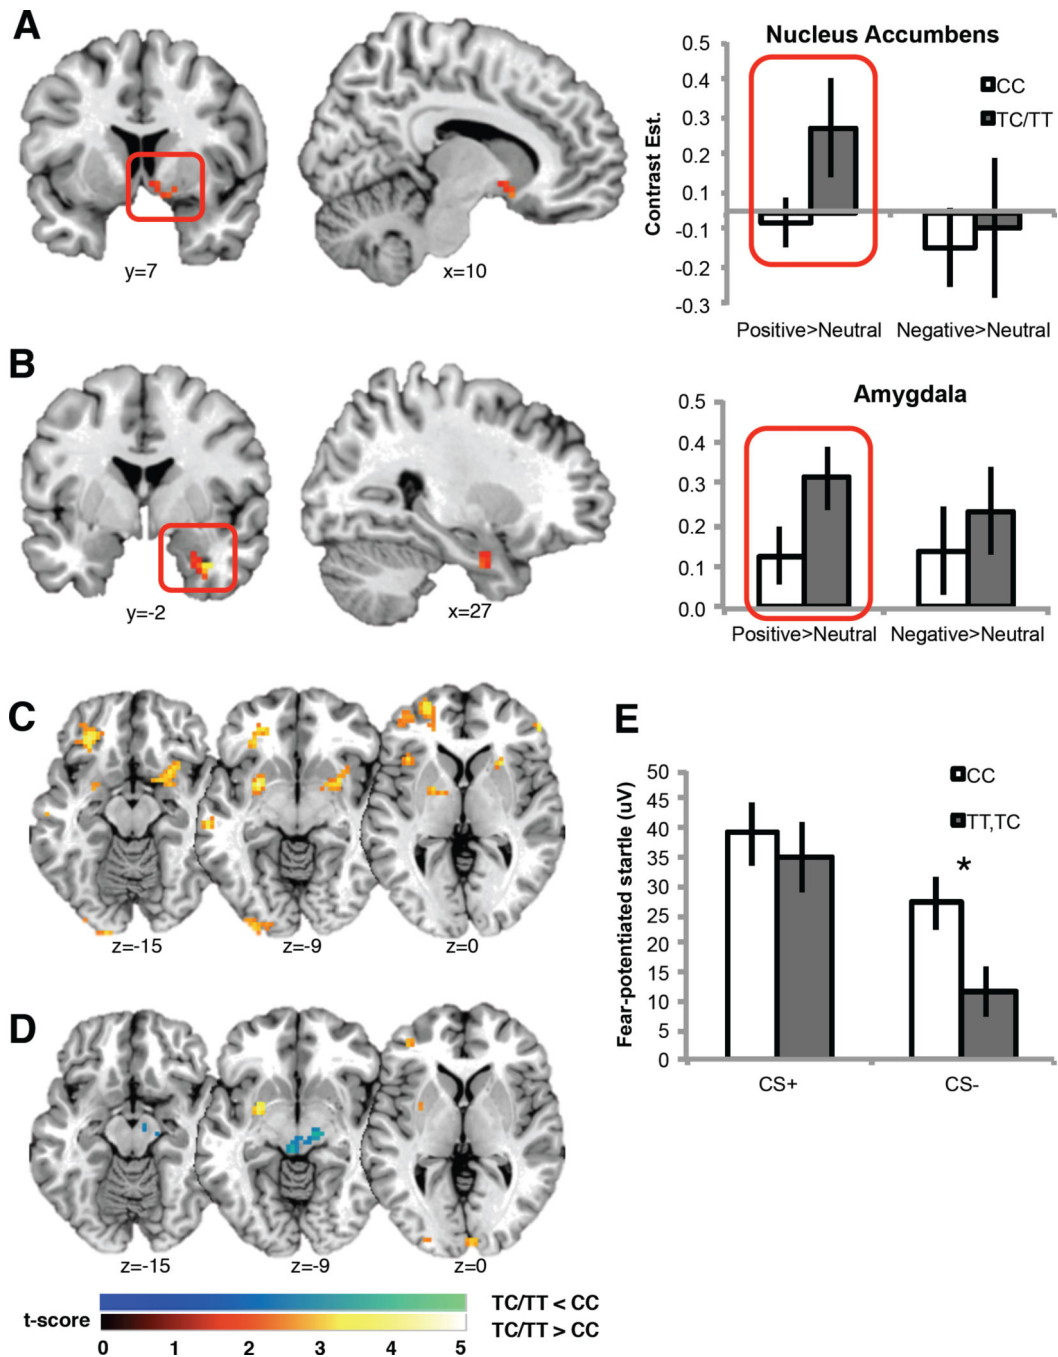 A
y=7
x=10
Nucleus Accumbens
Contrast Est.
0.5
0.4
0.3
0.2
0.1
-0.1
-0.2
-0.3
CC
TC/TT
Positive>Neutral
Negative>Neutral
B
y=-2
x=27
Amygdala
0.5
0.4
0.3
0.2
0.1
0.0
Positive>Neutral
Negative>Neutral
C
z=-15
z=-9
z=0
D
z=-15
z=-9
z=0
t-score
TC/TT < CC
TC/TT > CC
0 1 2 3 4 5
E
Fear-potentiated startle (uV)
50
45
40
35
30
25
20
15
10
5
0
CC
TT,TC
*
CS+
CS-